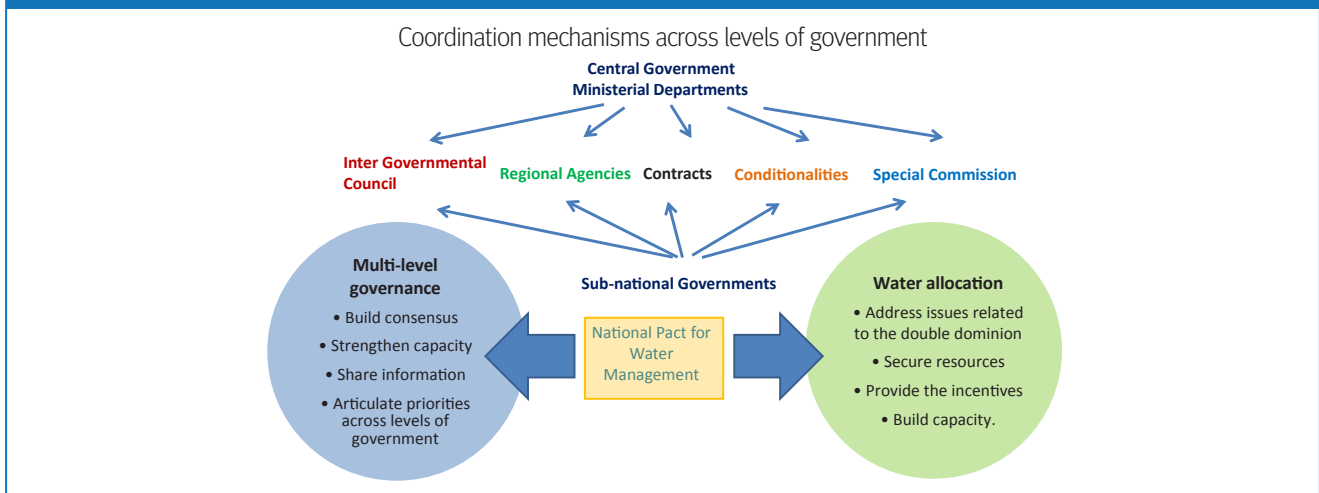 Coordination mechanisms across levels of government
Central Government
Ministerial Departments
Inter Governmental
Council
Regional Agencies
Contracts
Conditionalities
Special Commission
Multi-level
governance
• Build consensus
• Strengthen capacity
• Share information
• Articulate priorities
across levels of
government
Sub-national Governments
National Pact for
Water
Management
Water allocation
• Address issues related
to the double dominion
• Secure resources
• Provide the incentives
• Build capacity.